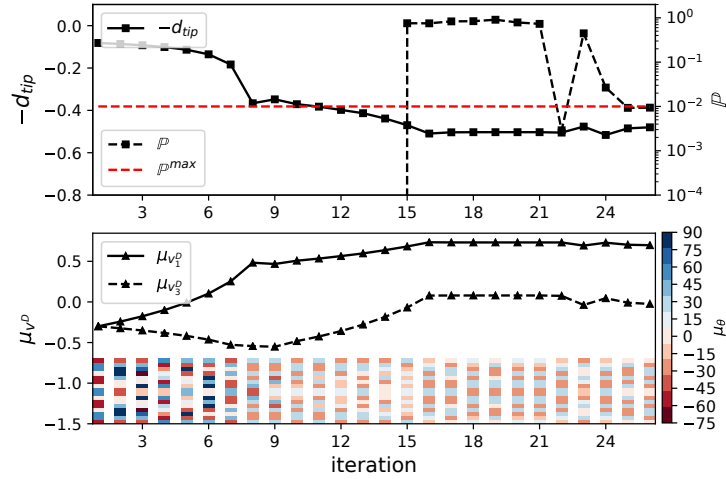 0.0
−0.2
−0.4
−0.6
−0.8
−d_tip
−d_tip
ℙ
ℙ^max
10^0
10^−1
10^−2
10^−3
10^−4
ℙ
3 6 9 12 15 18 21 24
0.5
0.0
−0.5
−1.0
−1.5
μ_v^D
μ_v_1^D
μ_v_3^D
3 6 9 12 15 18 21 24
iteration
90
75
60
45
30
15
0
−15
−30
−45
−60
−75
μ_θ